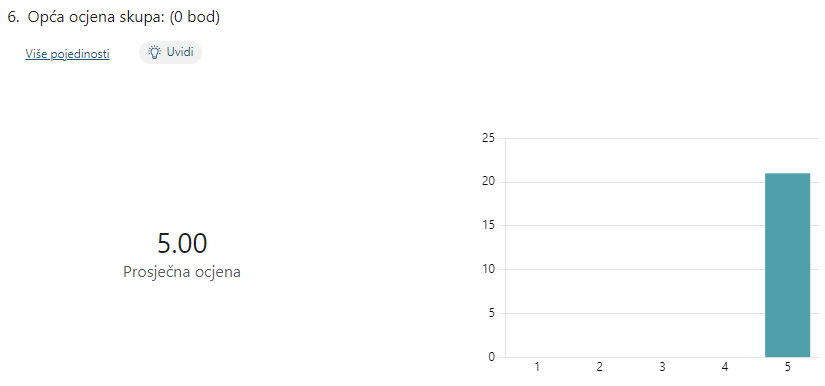 6. Opća ocjena skupa: (0 bod)
Više pojedinosti
Uvidi
5.00
Prosječna ocjena
25
20
15
10
5
0
1 2 3 4 5